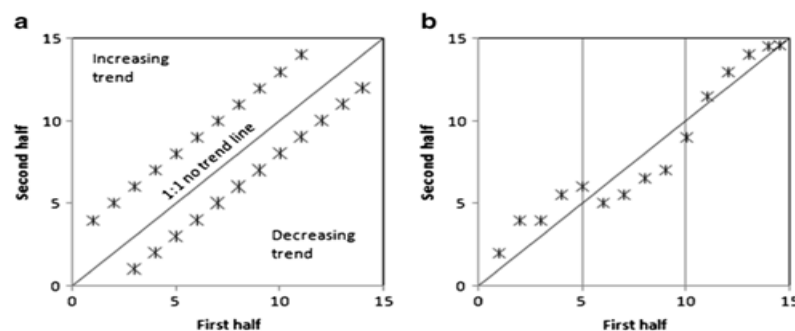 a
15
10
5
0
Second half
Increasing
trend
1:1 no trend line
Decreasing
trend
0
5
10
15
First half
b
15
10
5
0
Second half
0
5
10
15
First half